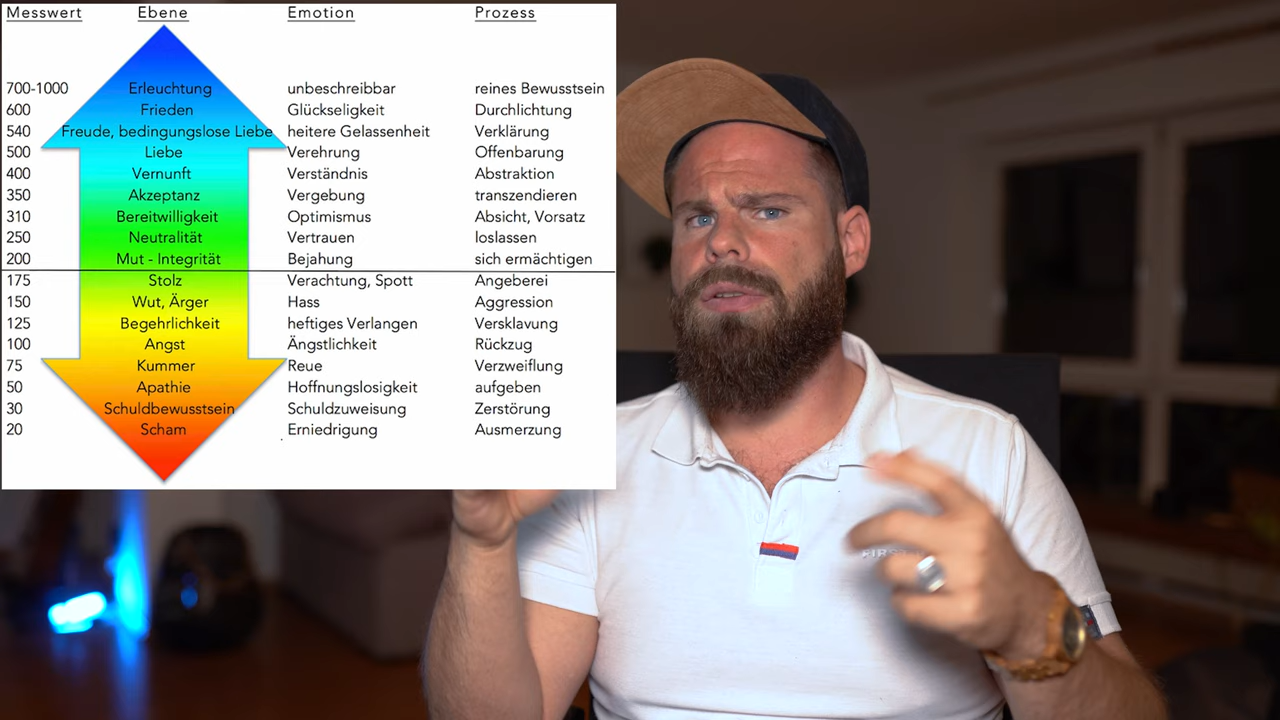 Messwert Ebene Emotion Prozess
700-1000 Erleuchtung unbeschreibbar reines Bewusstsein
600 Frieden Glückseligkeit Durchlichtung
540 Freude, bedingungslose Liebe heitere Gelassenheit Verklärung
500 Liebe Verehrung Offenbarung
400 Vernunft Verständnis Abstraktion
350 Akzeptanz Vergebung transzendieren
310 Bereitwilligkeit Optimismus Absicht, Vorsatz
250 Neutralität Vertrauen loslassen
200 Mut - Integrität Bejahung sich ermächtigen
175 Stolz Verachtung, Spott Angeberei
150 Wut, Ärger Hass Aggression
125 Begehrlichkeit heftiges Verlangen Versklavung
100 Angst Ängstlichkeit Rückzug
75 Kummer Reue Verzweiflung
50 Apathie Hoffnungslosigkeit aufgeben
30 Schuldbewusstsein Schuldzuweisung Zerstörung
20 Scham Erniedrigung Ausmerzung